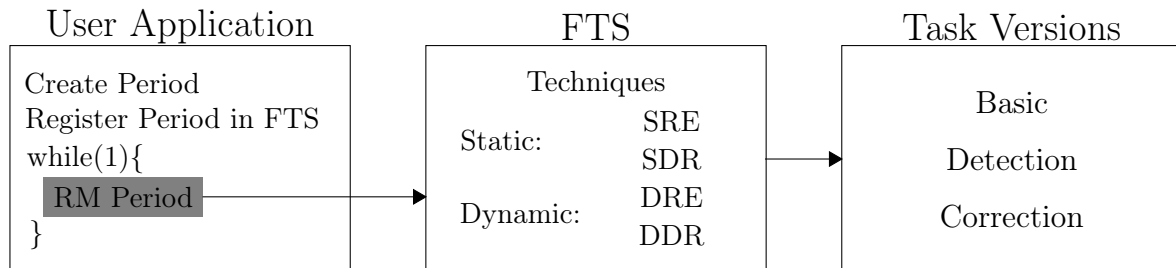 User Application
Create Period
Register Period in FTS
while(1){
RM Period
}
FTS
Techniques
Static:
SRE
SDR
Dynamic:
DRE
DDR
Task Versions
Basic
Detection
Correction